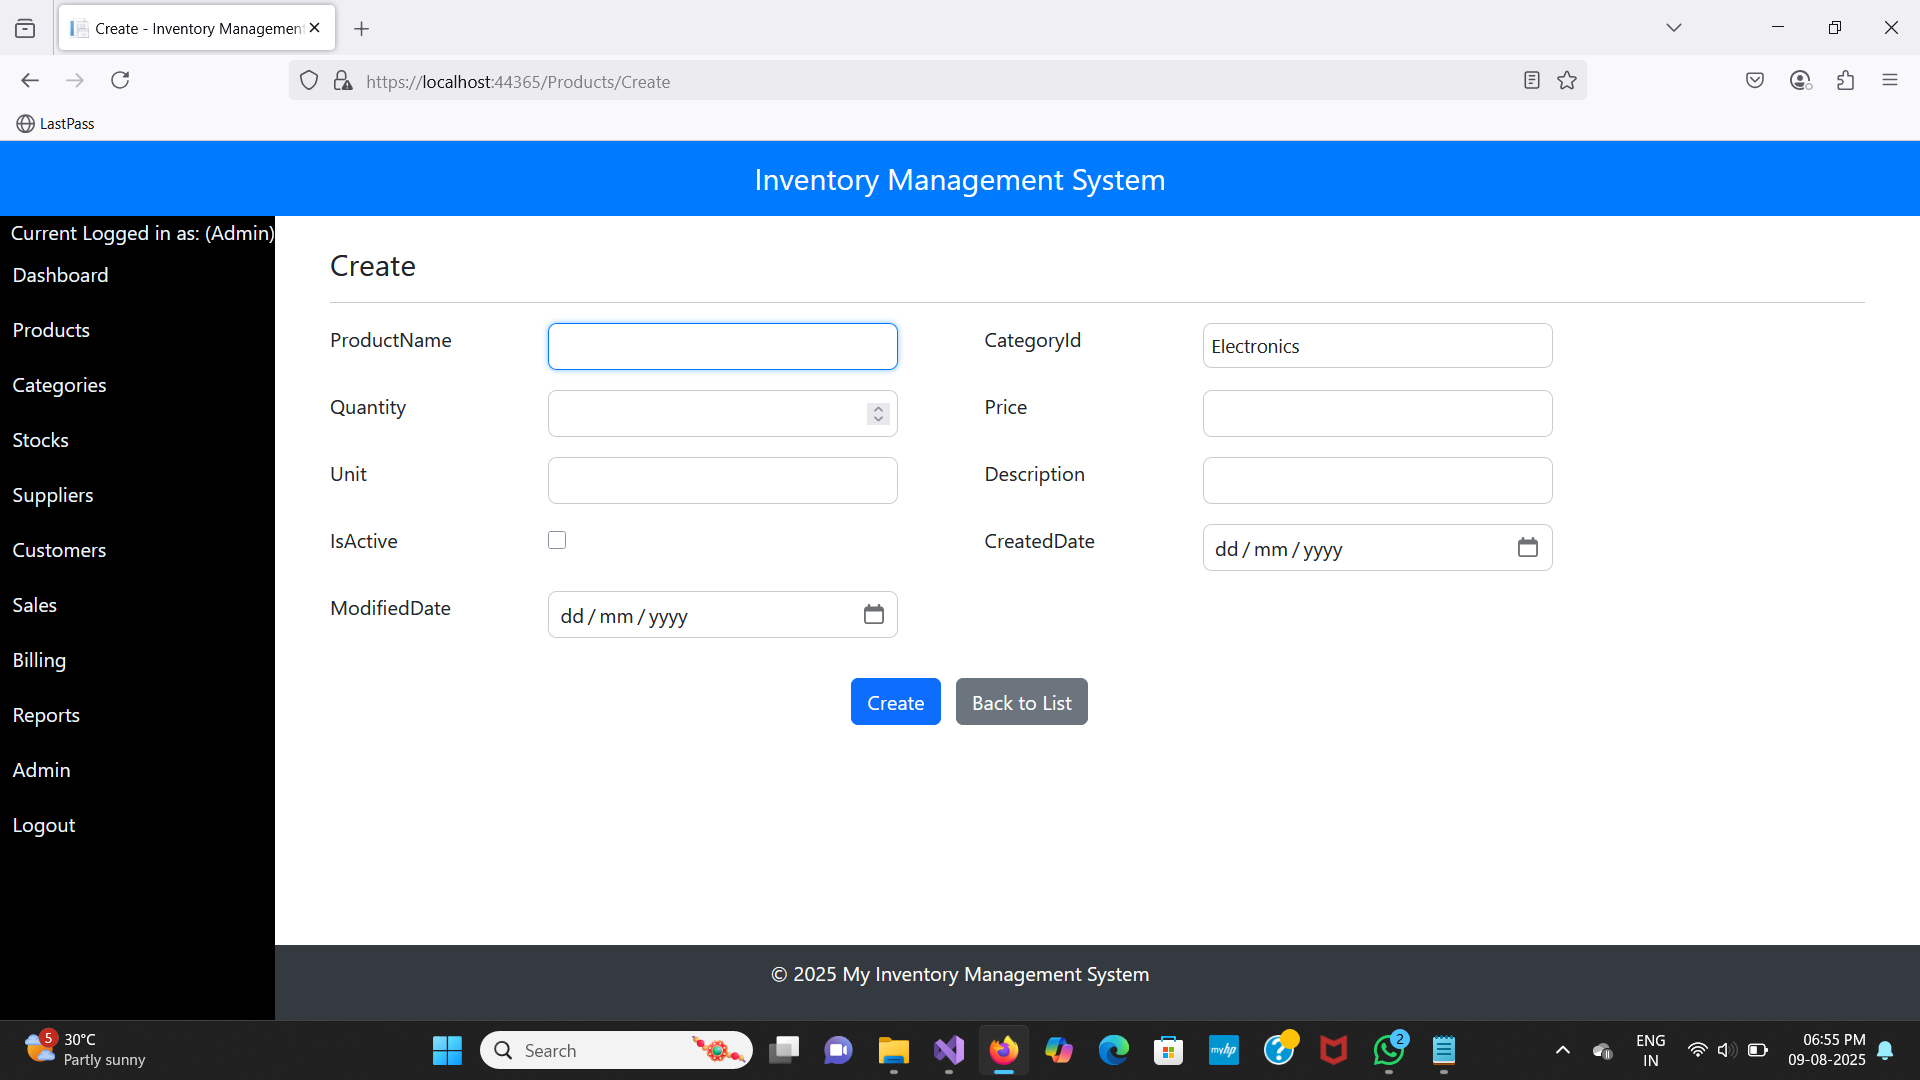 Create - Inventory Managemen
https://localhost:44365/Products/Create
LastPass
Inventory Management System
Current Logged in as: (Admin)
Dashboard
Products
Categories
Stocks
Suppliers
Customers
Sales
Billing
Reports
Admin
Logout
Create
ProductName
CategoryId
Electronics
Quantity
Price
Unit
Description
IsActive
CreatedDate
dd/mm/yyyy
ModifiedDate
dd/mm/yyyy
Create
Back to List
© 2025 My Inventory Management System
5
30°C
Partly sunny
Search
myhp
2
ENG
IN
06:55 PM
09-08-2025